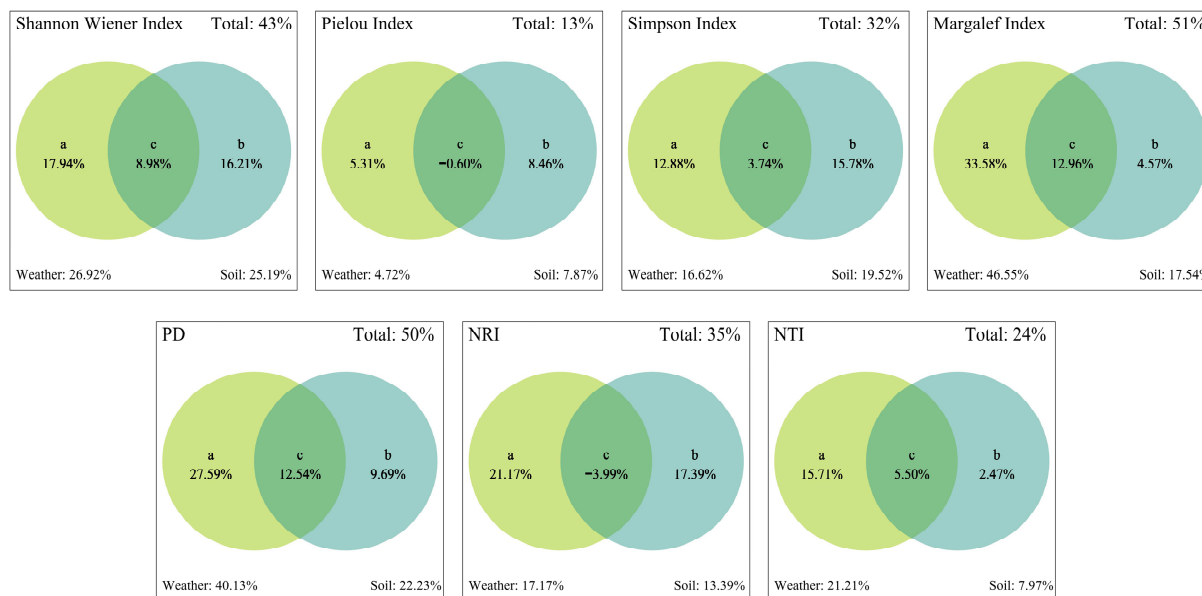 Shannon Wiener Index Total: 43%
a c b
17.94% 8.98% 16.21%
Weather: 26.92% Soil: 25.19%
Pielou Index Total: 13%
a c b
5.31% −0.60% 8.46%
Weather: 4.72% Soil: 7.87%
Simpson Index Total: 32%
a c b
12.88% 3.74% 15.78%
Weather: 16.62% Soil: 19.52%
Margalef Index Total: 51%
a c b
33.58% 12.96% 4.57%
Weather: 46.55% Soil: 17.54%
PD Total: 50%
a c b
27.59% 12.54% 9.69%
Weather: 40.13% Soil: 22.23%
NRI Total: 35%
a c b
21.17% −3.99% 17.39%
Weather: 17.17% Soil: 13.39%
NTI Total: 24%
a c b
15.71% 5.50% 2.47%
Weather: 21.21% Soil: 7.97%